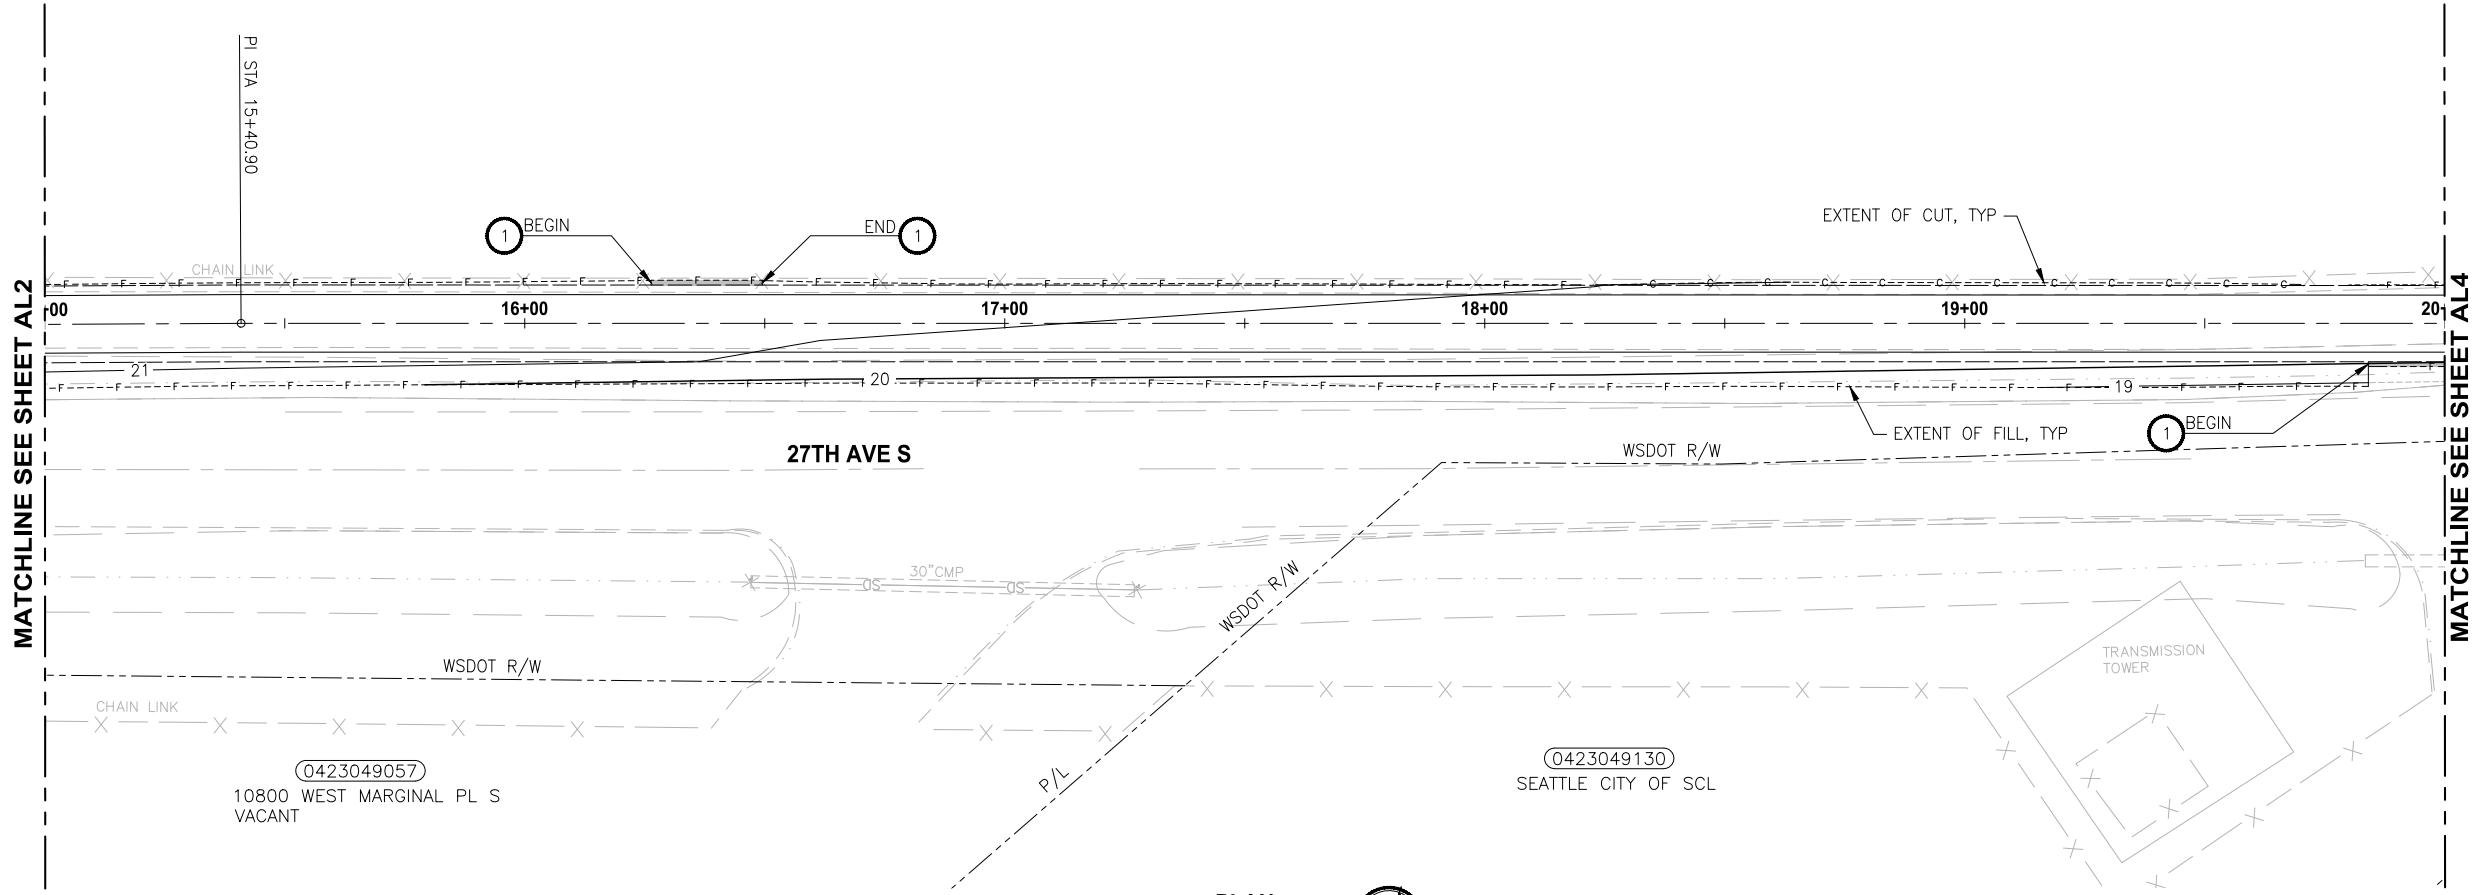 PI STA 15+40.90
1
BEGIN
END
1
EXTENT OF CUT, TYP
CHAIN LINK
F F F F F F F F F F F F F F F F F F F F F F F F F F F C C C C C C C C C C C C F F
MATCHLINE SEE SHEET AL2
+00
16+00
17+00
18+00
19+00
20+
MATCHLINE SEE SHEET AL4
21
20
19
1
BEGIN
EXTENT OF FILL, TYP
27TH AVE S
WSDOT R/W
30"CMP
SD
SD
WSDOT R/W
WSDOT R/W
TRANSMISSION
TOWER
CHAIN LINK
P/L
0423049057
10800 WEST MARGINAL PL S
VACANT
0423049130
SEATTLE CITY OF SCL